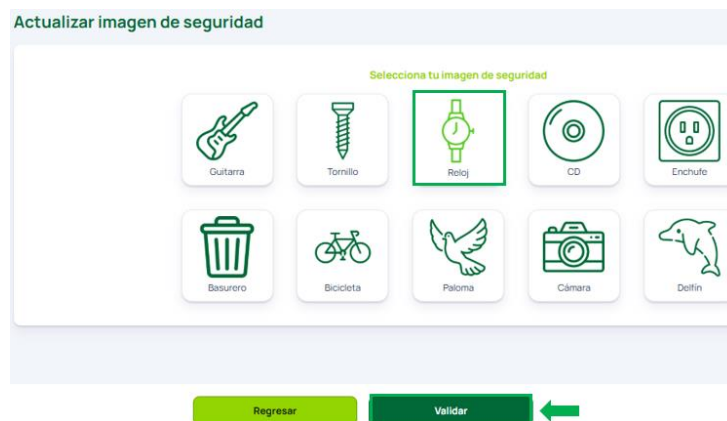 Actualizar imagen de seguridad
Selecciona tu imagen de seguridad
Guitarra
Tornillo
Reloj
CD
Enchufe
Basurero
Bicicleta
Paloma
Cámara
Delfín
Regresar
Validar